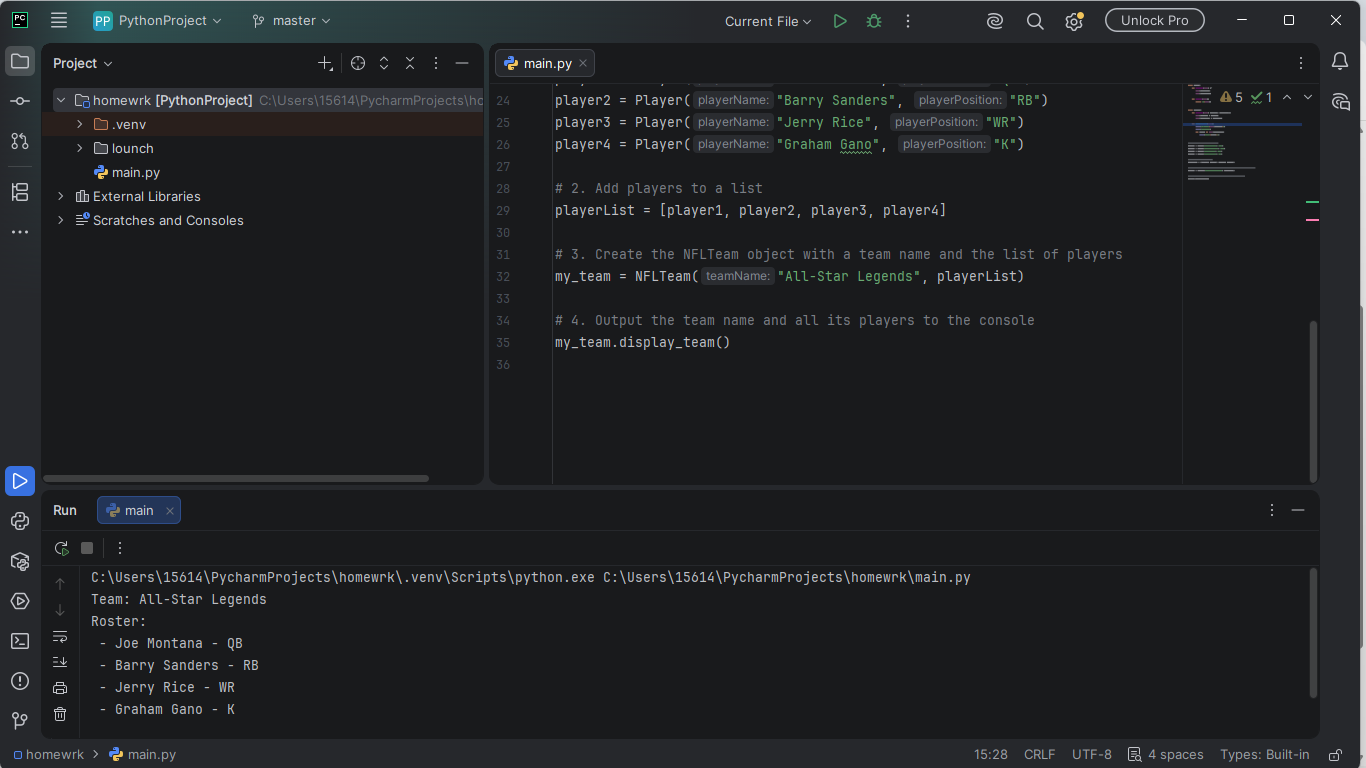 PC
PP PythonProject master Current File Unlock Pro
Project
main.py
homewrk [PythonProject] C:\Users\15614\PycharmProjects\ho
.venv
lounch
main.py
External Libraries
Scratches and Consoles
5 1
24 player2 = Player( playerName: "Barry Sanders", playerPosition: "RB")
25 player3 = Player( playerName: "Jerry Rice", playerPosition: "WR")
26 player4 = Player( playerName: "Graham Gano", playerPosition: "K")
27
28 # 2. Add players to a list
29 playerList = [player1, player2, player3, player4]
30
31 # 3. Create the NFLTeam object with a team name and the list of players
32 my_team = NFLTeam( teamName: "All-Star Legends", playerList)
33
34 # 4. Output the team name and all its players to the console
35 my_team.display_team()
36
Run main
C:\Users\15614\PycharmProjects\homewrk\.venv\Scripts\python.exe C:\Users\15614\PycharmProjects\homewrk\main.py
Team: All-Star Legends
Roster:
- Joe Montana - QB
- Barry Sanders - RB
- Jerry Rice - WR
- Graham Gano - K
homewrk main.py 15:28 CRLF UTF-8 4 spaces Types: Built-in